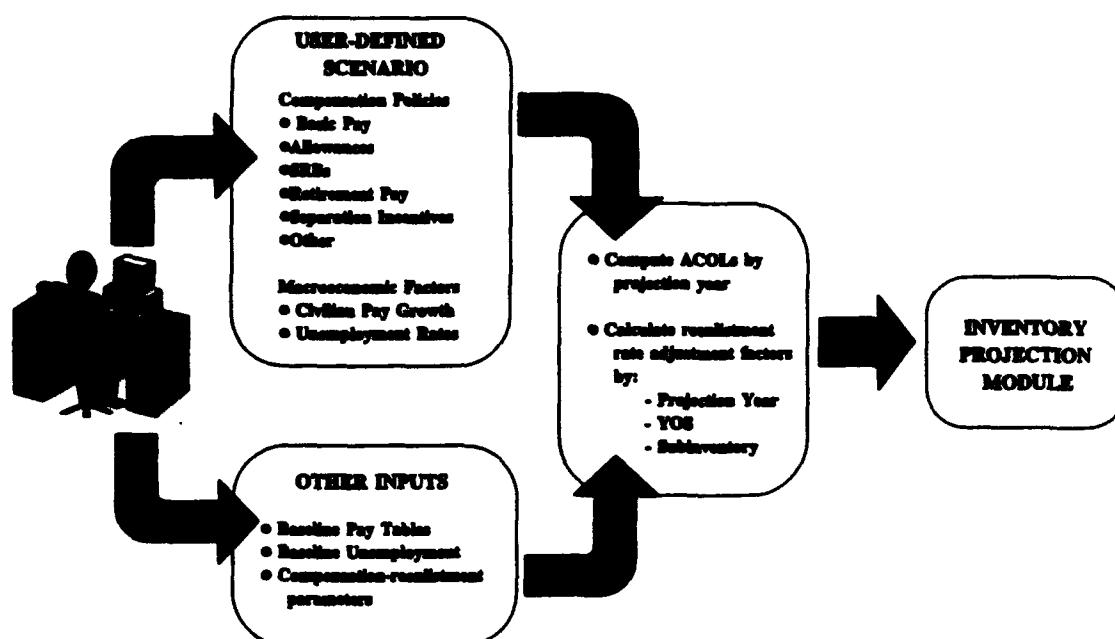 USER-DEFINED
SCENARIO
Compensation Policies
● Basic Pay
●Allowances
●SRBs
●Retirement Pay
●Separation Incentives
●Other
Macroeconomic Factors
● Civilian Pay Growth
● Unemployment Rates
● Compute ACOLs by
projection year
● Calculate reenlistment
rate adjustment factors
by:
- Projection Year
- YOS
- Subinventory
INVENTORY
PROJECTION
MODULE
OTHER INPUTS
● Baseline Pay Tables
● Baseline Unemployment
● Compensation-reenlistment
parameters